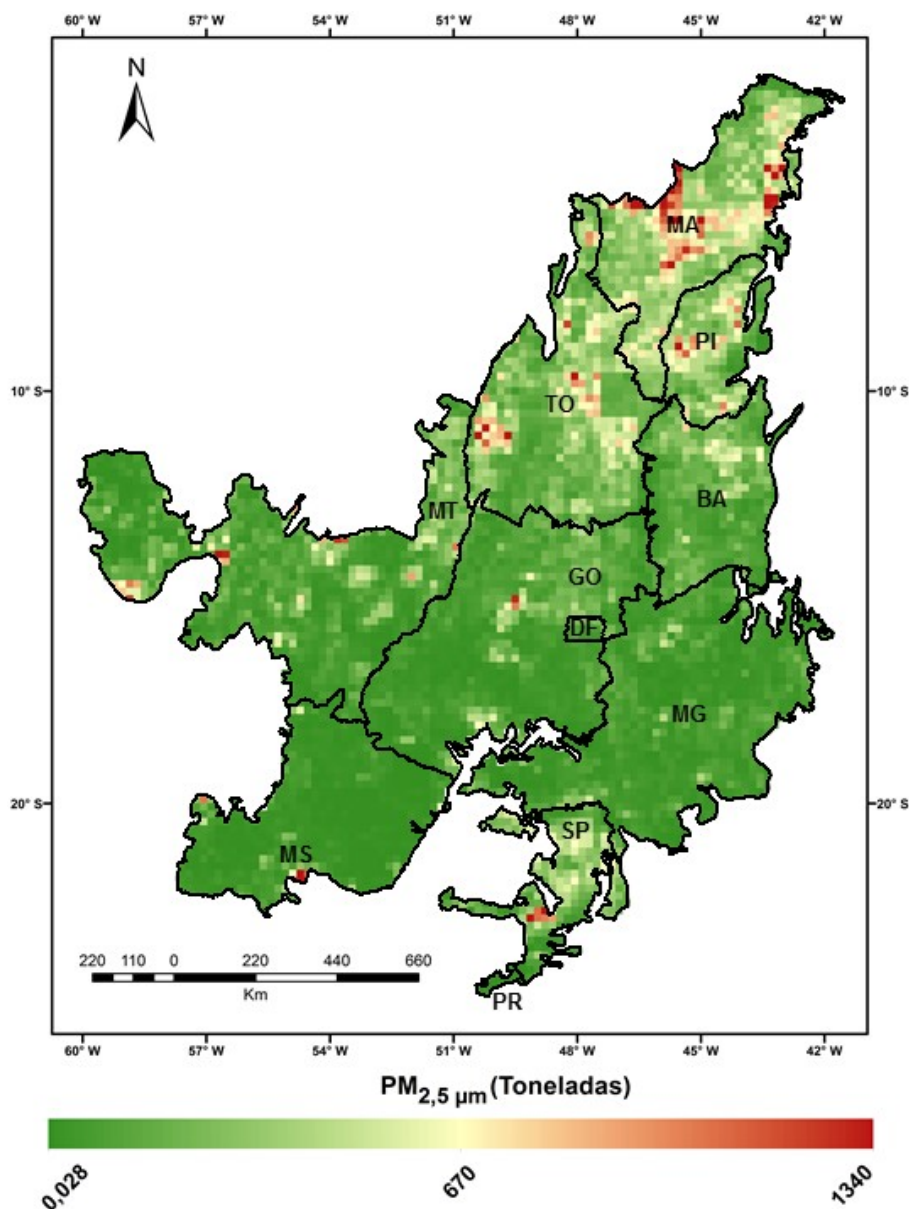 60° W 57° W 54° W 51° W 48° W 45° W 42° W
N
MA
PI
10° S 10° S
TO
BA
MT
GO
DF
MG
20° S 20° S
SP
MS
220 110 0 220 440 660
Km
PR
60° W 57° W 54° W 51° W 48° W 45° W 42° W
PM2,5 µm (Toneladas)
0,028 670 1340